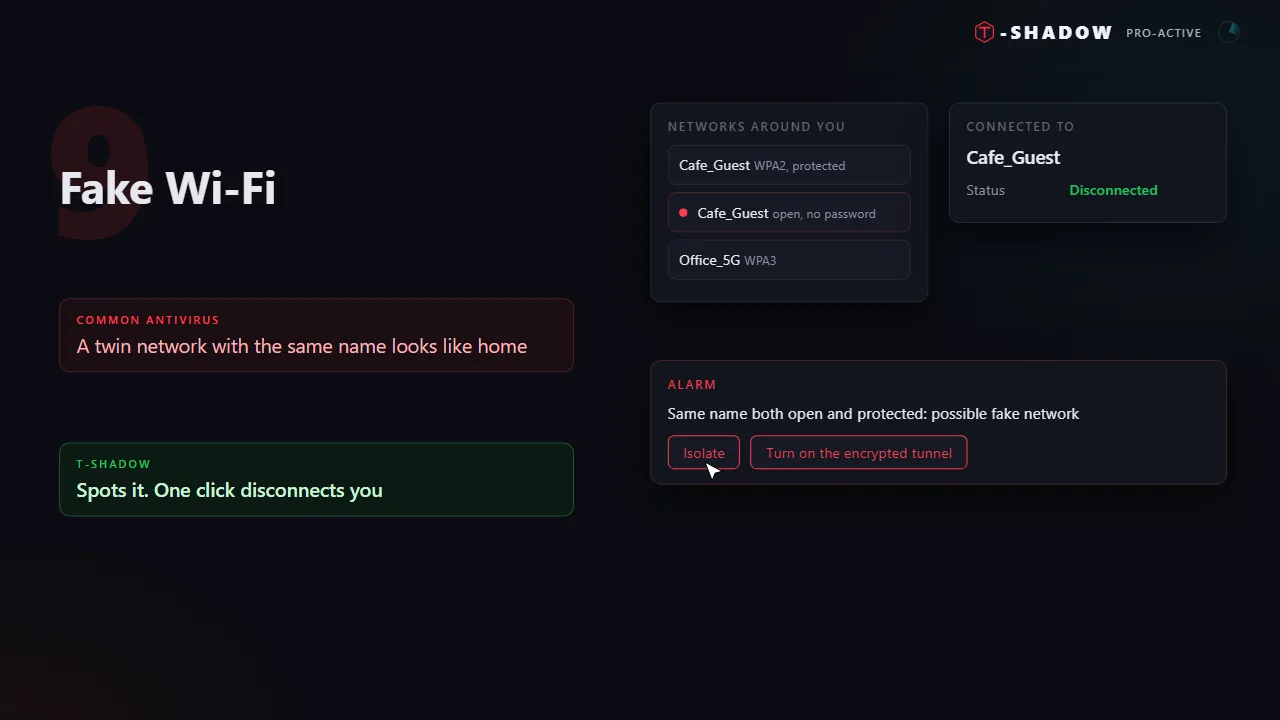 T-SHADOW PRO-ACTIVE
9
Fake Wi-Fi
COMMON ANTIVIRUS
A twin network with the same name looks like home
T-SHADOW
Spots it. One click disconnects you
NETWORKS AROUND YOU
Cafe_Guest WPA2, protected
Cafe_Guest open, no password
Office_5G WPA3
CONNECTED TO
Cafe_Guest
Status Disconnected
ALARM
Same name both open and protected: possible fake network
Isolate Turn on the encrypted tunnel